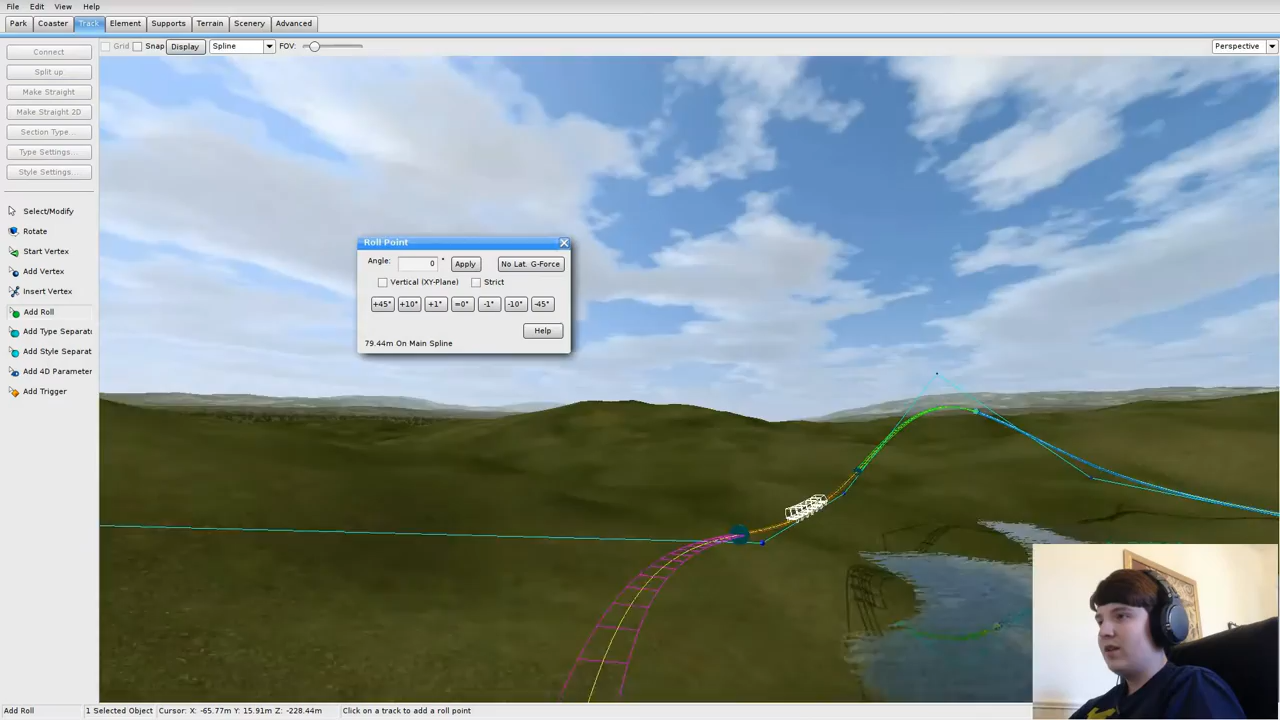 File Edit View Help
Park Coaster Track Element Supports Terrain Scenery Advanced
Grid Snap Display Spline FOV: Perspective
Connect
Split up
Make Straight
Make Straight 2D
Section Type...
Type Settings...
Style Settings...
Select/Modify
Rotate
Start Vertex
Add Vertex
Insert Vertex
Add Roll
Add Type Separat
Add Style Separat
Add 4D Parameter
Add Trigger
Roll Point
Angle: 0 ° Apply No Lat. G-Force
Vertical (XY-Plane) Strict
+45° +10° +1° =0° -1° -10° -45°
Help
79.44m On Main Spline
Add Roll 1 Selected Object Cursor: X: -65.77m Y: 15.91m Z: -228.44m Click on a track to add a roll point